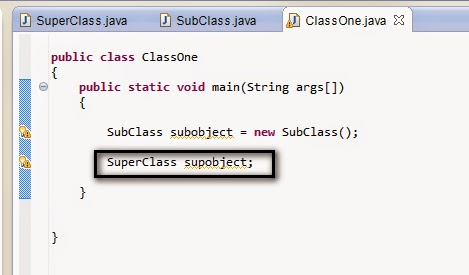 SuperClass.java
SubClass.java
ClassOne.java
public class ClassOne
{
public static void main(String args[])
{
SubClass subobject = new SubClass();
SuperClass supobject;
}
}